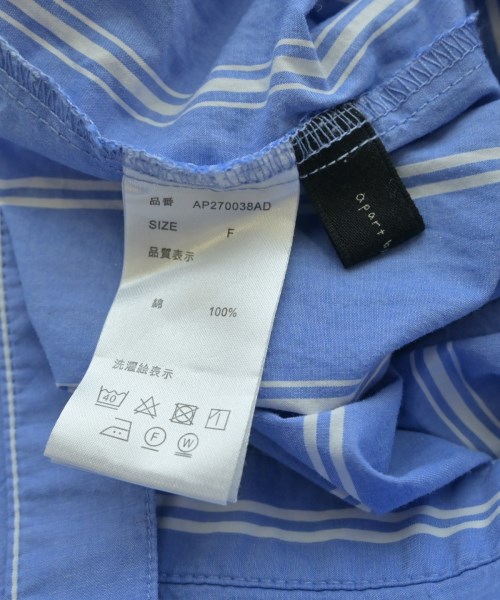 品番 AP270038AD
SIZE F
品質表示
綿 100%
洗濯絵表示
40
F W
apart b